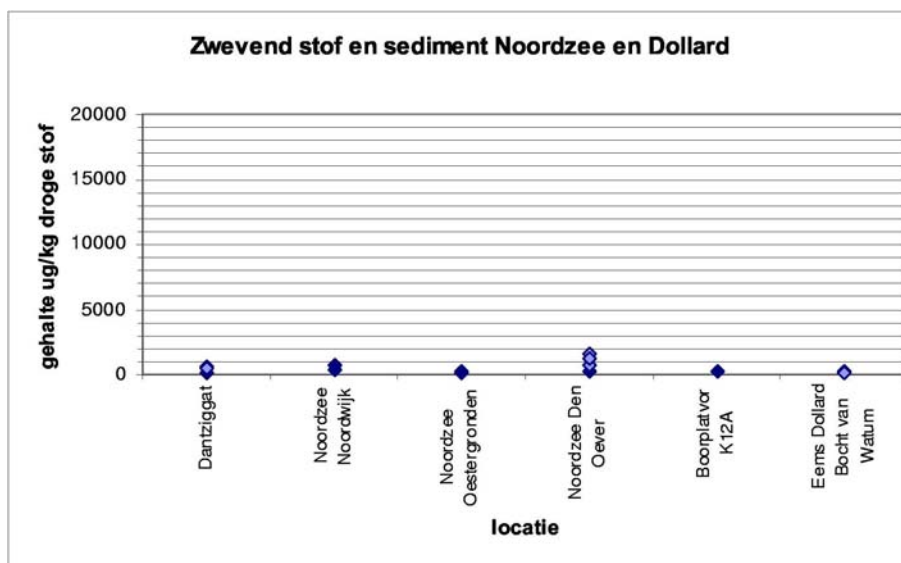 Zwevend stof en sediment Noordzee en Dollard
gehalte ug/kg droge stof
20000
15000
10000
5000
0
Dantziggat
Noordzee
Noordwijk
Noordzee
Oestergronden
Noordzee Den
Oever
Boorplatvor
K12A
Eems Dollard
Bocht van
Watum
locatie